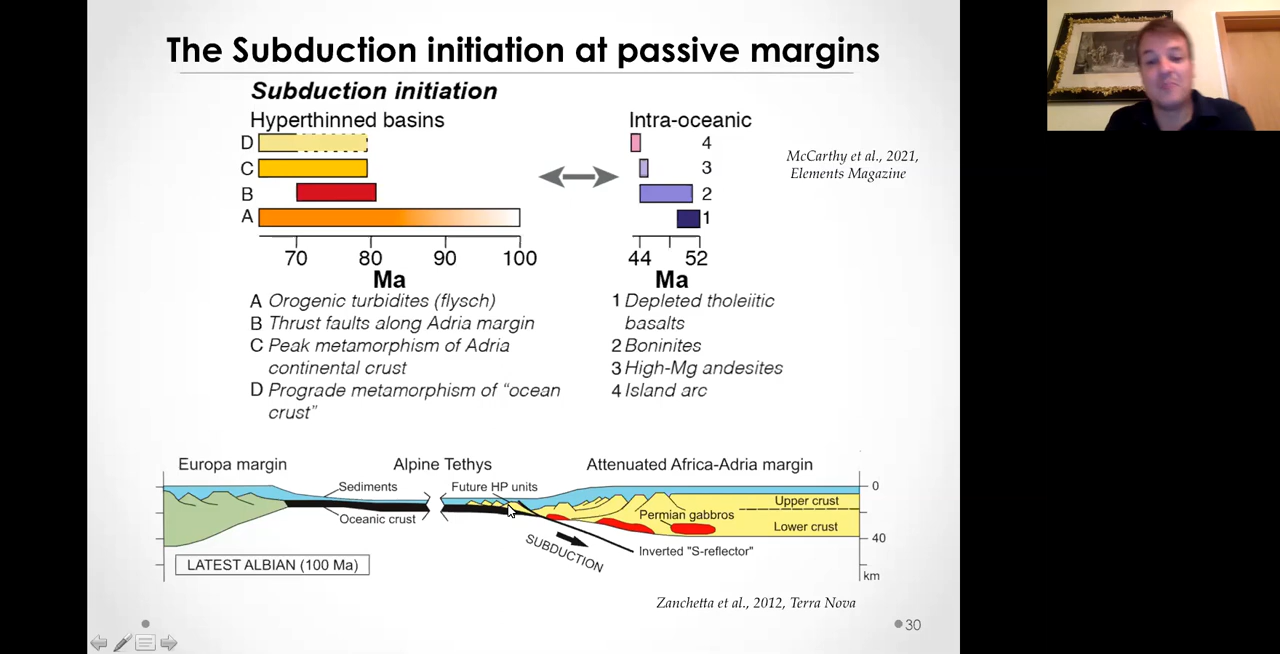 The Subduction initiation at passive margins
Subduction initiation
Hyperthinned basins
D
C
B
A
70 80 90 100
Ma
Intra-oceanic
4
3
2
1
44 52
Ma
McCarthy et al., 2021,
Elements Magazine
A Orogenic turbidites (flysch)
B Thrust faults along Adria margin
C Peak metamorphism of Adria
continental crust
D Prograde metamorphism of "ocean
crust"
1 Depleted tholeiitic
basalts
2 Boninites
3 High-Mg andesites
4 Island arc
Europa margin
Alpine Tethys
Attenuated Africa-Adria margin
Sediments
Future HP units
0
Upper crust
Oceanic crust
Permian gabbros
Lower crust
40
SUBDUCTION
Inverted "S-reflector"
LATEST ALBIAN (100 Ma)
km
Zanchetta et al., 2012, Terra Nova
30